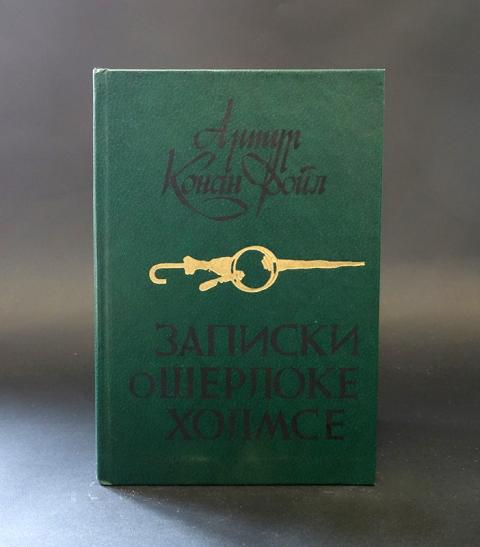 Артур
Конан Дойл
ЗАПИСКИ
О ШЕРЛОКЕ
ХОЛМСЕ